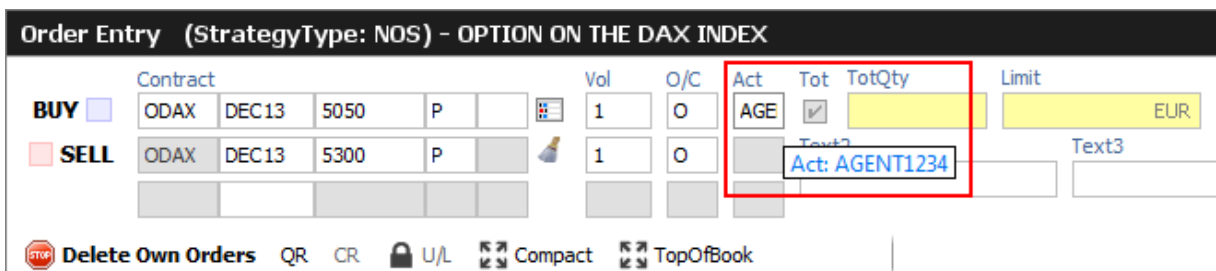 Order Entry (StrategyType: NOS) - OPTION ON THE DAX INDEX
Contract Vol O/C Act Tot TotQty Limit
BUY ODAX DEC13 5050 P 1 O AGE EUR
Text3
SELL ODAX DEC13 5300 P 1 O
Act: AGENT1234
STOP Delete Own Orders QR CR U/L Compact TopOfBook